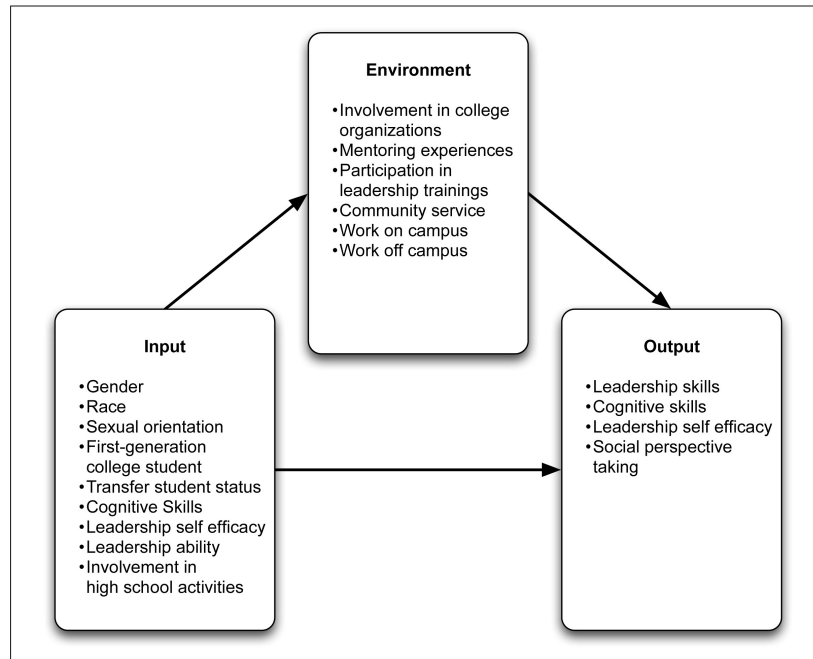 Environment
•Involvement in college
organizations
•Mentoring experiences
•Participation in
leadership trainings
•Community service
•Work on campus
•Work off campus
Input
•Gender
•Race
•Sexual orientation
•First-generation
college student
•Transfer student status
•Cognitive Skills
•Leadership self efficacy
•Leadership ability
•Involvement in
high school activities
Output
•Leadership skills
•Cognitive skills
•Leadership self efficacy
•Social perspective
taking